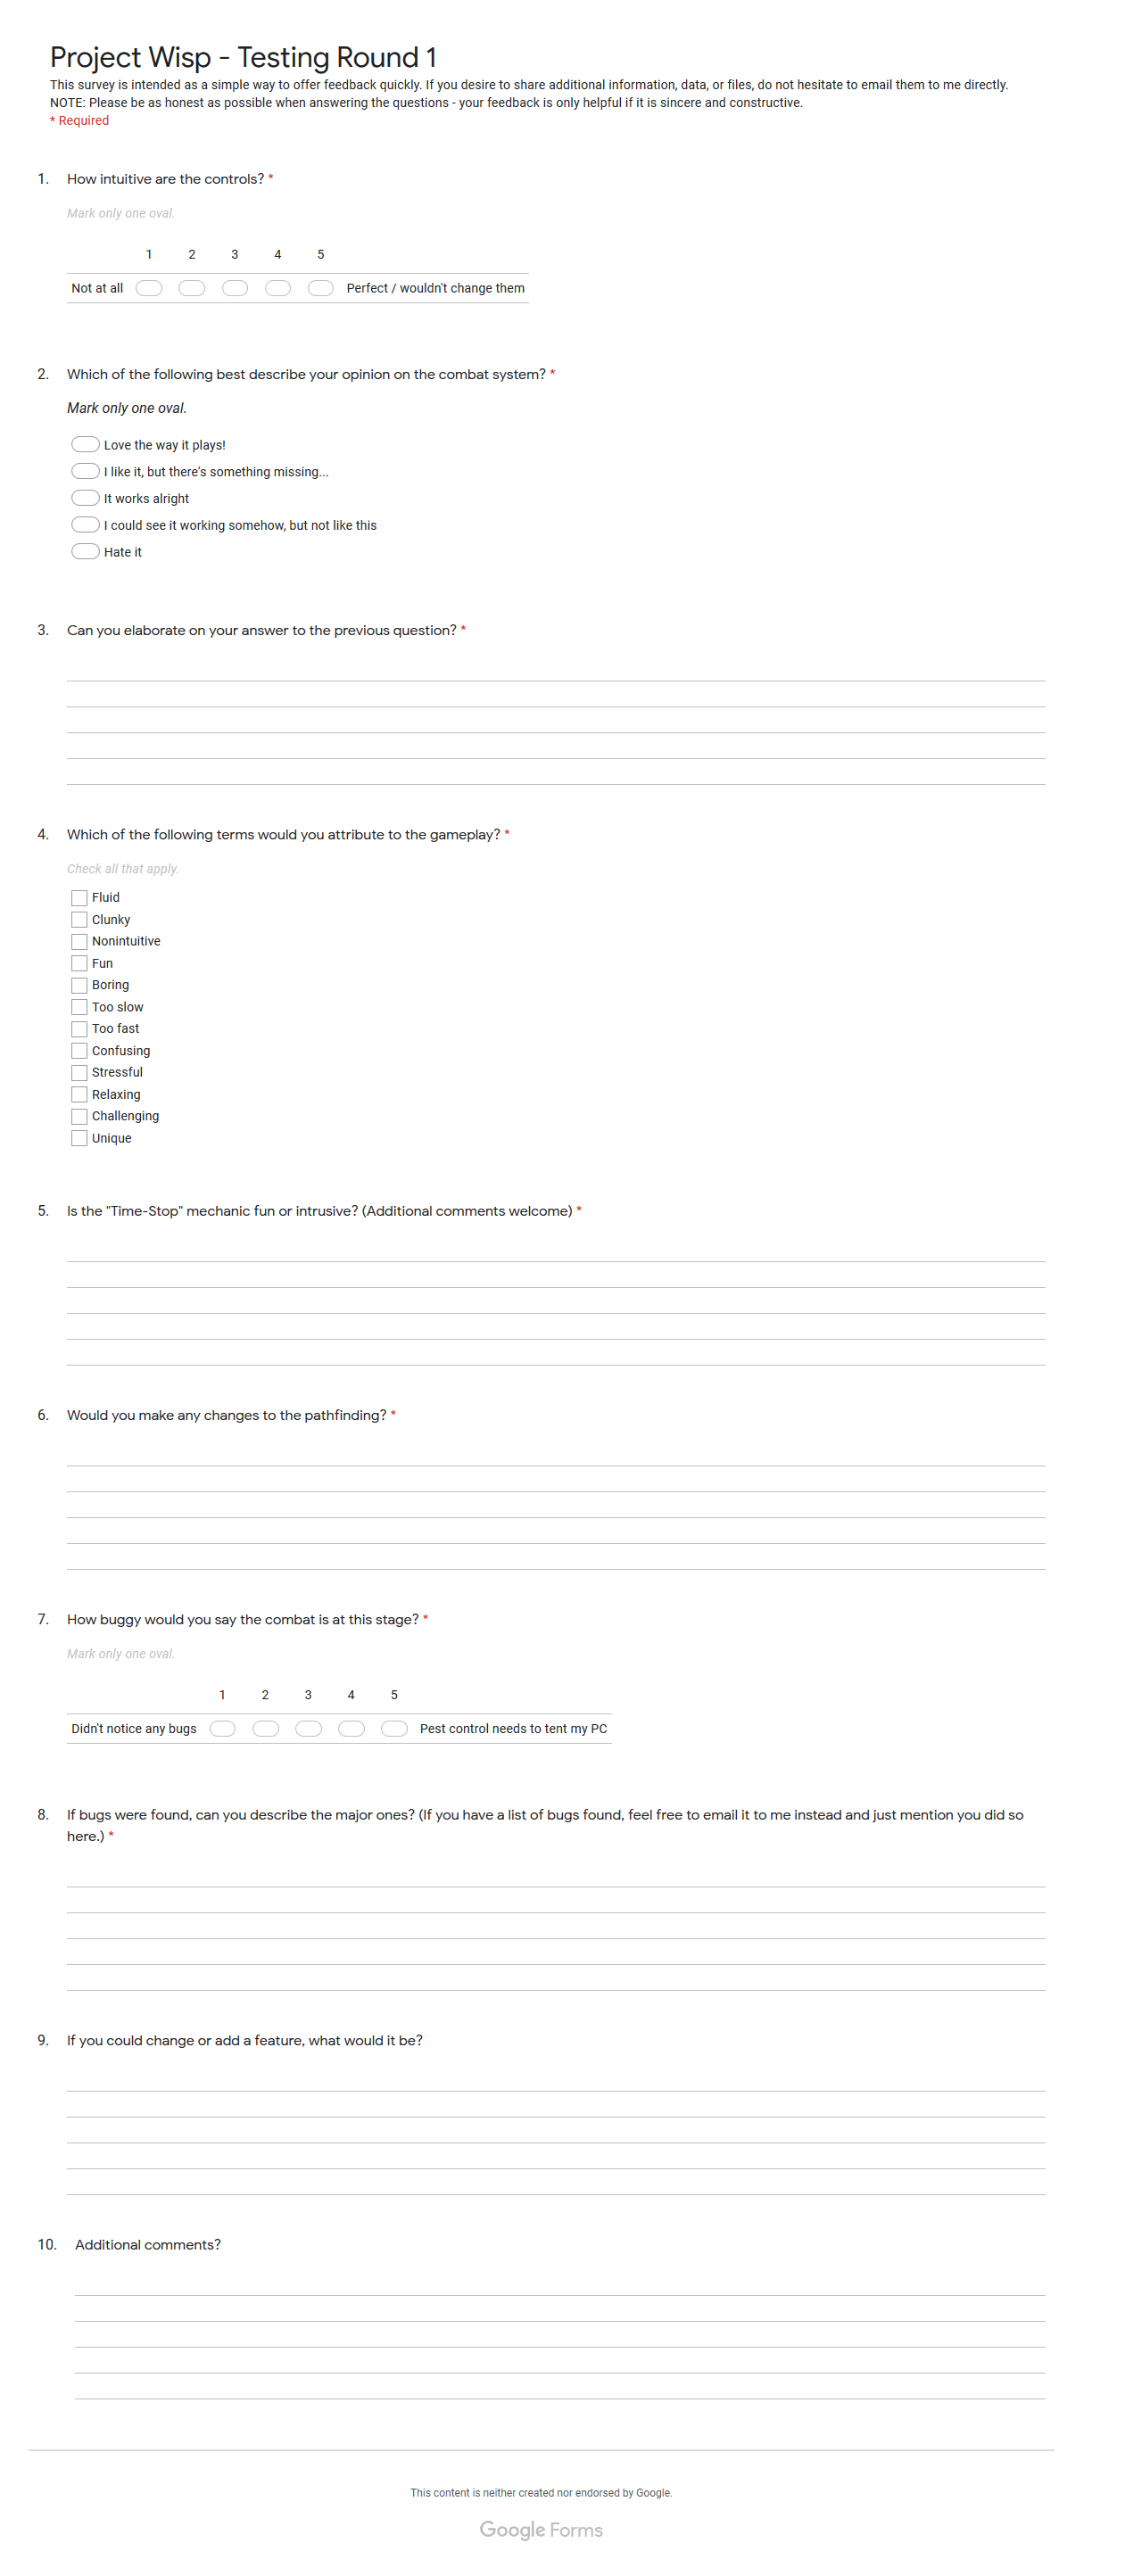 Project Wisp - Testing Round 1
This survey is intended as a simple way to offer feedback quickly. If you desire to share additional information, data, or files, do not hesitate to email them to me directly.
NOTE: Please be as honest as possible when answering the questions - your feedback is only helpful if it is sincere and constructive.
* Required
1. How intuitive are the controls? *
Mark only one oval.
1 2 3 4 5
Not at all Perfect / wouldn't change them
2. Which of the following best describe your opinion on the combat system? *
Mark only one oval.
Love the way it plays!
I like it, but there's something missing...
It works alright
I could see it working somehow, but not like this
Hate it
3. Can you elaborate on your answer to the previous question? *
4. Which of the following terms would you attribute to the gameplay? *
Check all that apply.
Fluid
Clunky
Nonintuitive
Fun
Boring
Too slow
Too fast
Confusing
Stressful
Relaxing
Challenging
Unique
5. Is the "Time-Stop" mechanic fun or intrusive? (Additional comments welcome) *
6. Would you make any changes to the pathfinding? *
7. How buggy would you say the combat is at this stage? *
Mark only one oval.
1 2 3 4 5
Didn't notice any bugs Pest control needs to tent my PC
8. If bugs were found, can you describe the major ones? (If you have a list of bugs found, feel free to email it to me instead and just mention you did so
here.) *
9. If you could change or add a feature, what would it be?
10. Additional comments?
This content is neither created nor endorsed by Google.
Google Forms